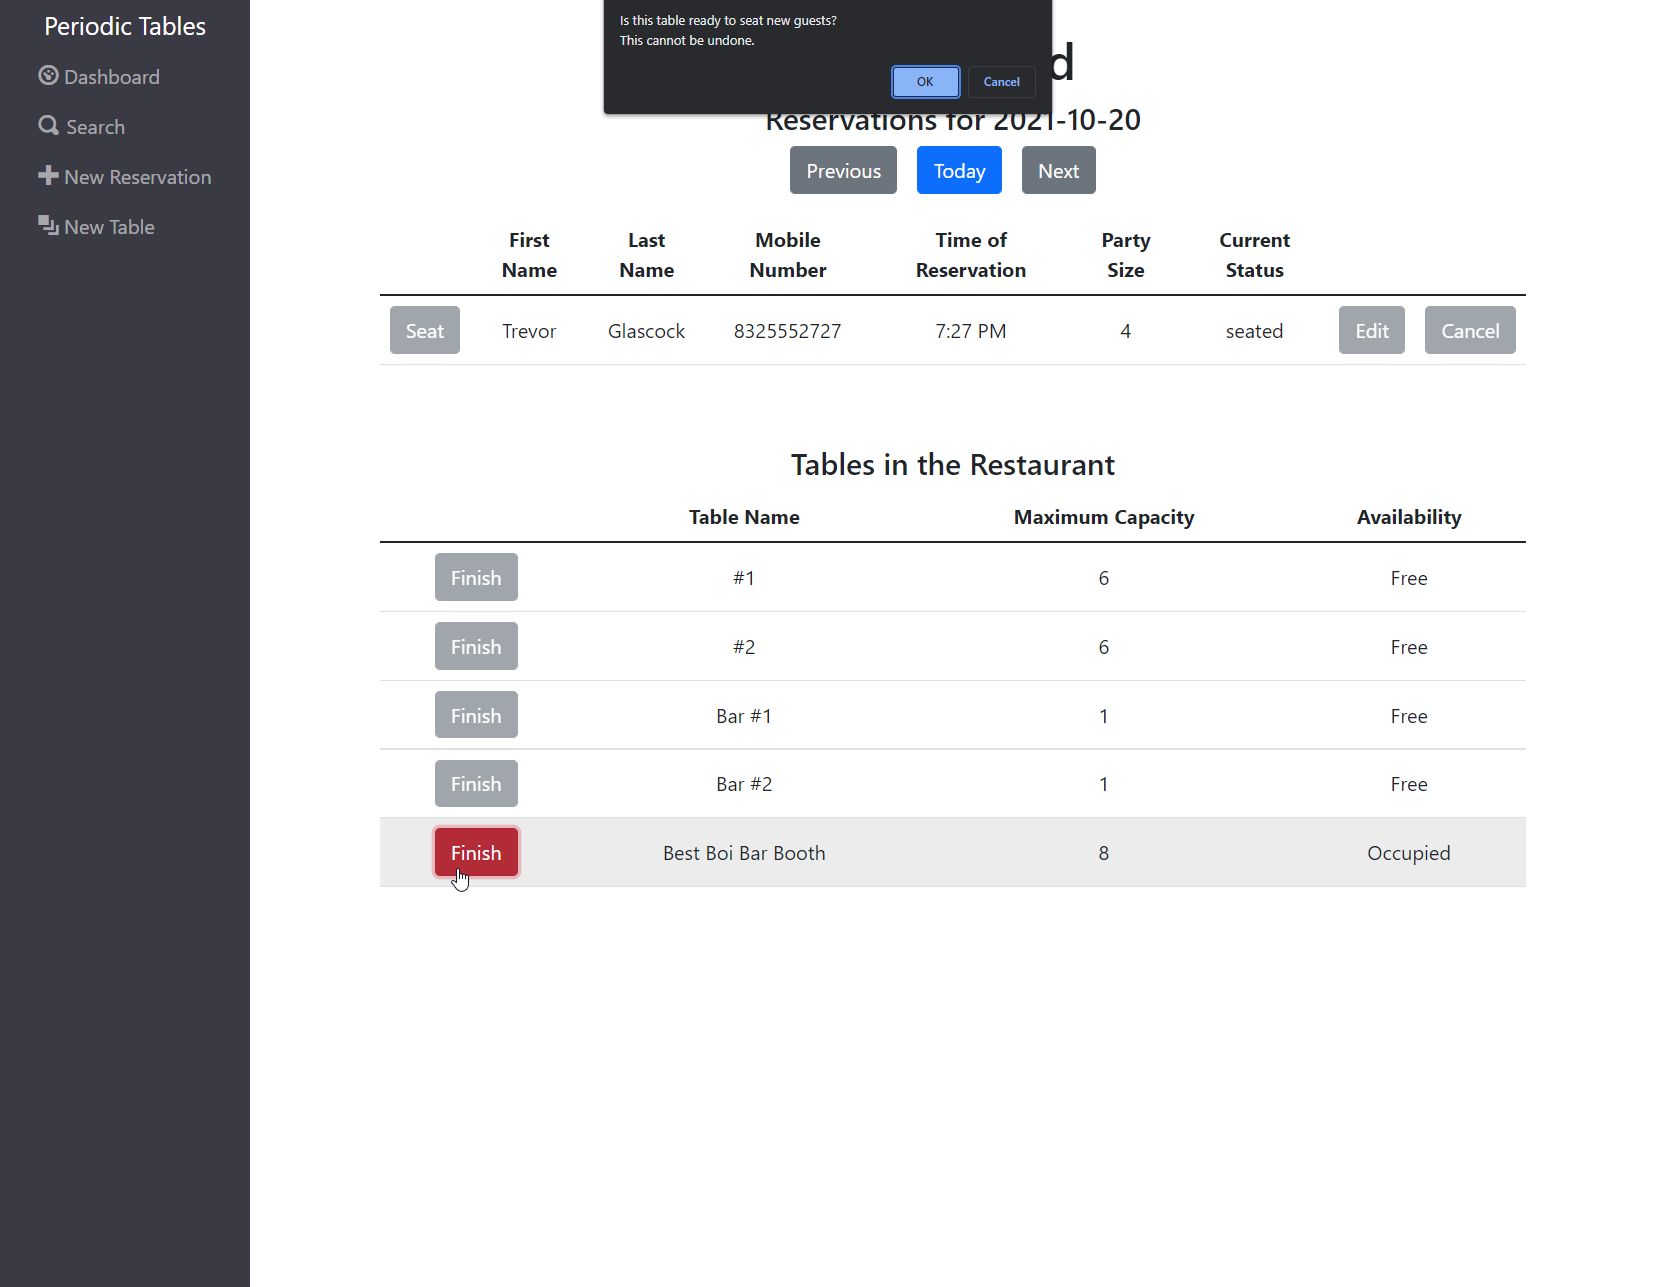 Periodic Tables
Dashboard
Search
New Reservation
New Table
Is this table ready to seat new guests?
This cannot be undone.
OK Cancel
d
Reservations for 2021-10-20
Previous Today Next
First Name Last Name Mobile Number Time of Reservation Party Size Current Status
Seat Trevor Glascock 8325552727 7:27 PM 4 seated Edit Cancel
Tables in the Restaurant
Table Name Maximum Capacity Availability
Finish #1 6 Free
Finish #2 6 Free
Finish Bar #1 1 Free
Finish Bar #2 1 Free
Finish Best Boi Bar Booth 8 Occupied